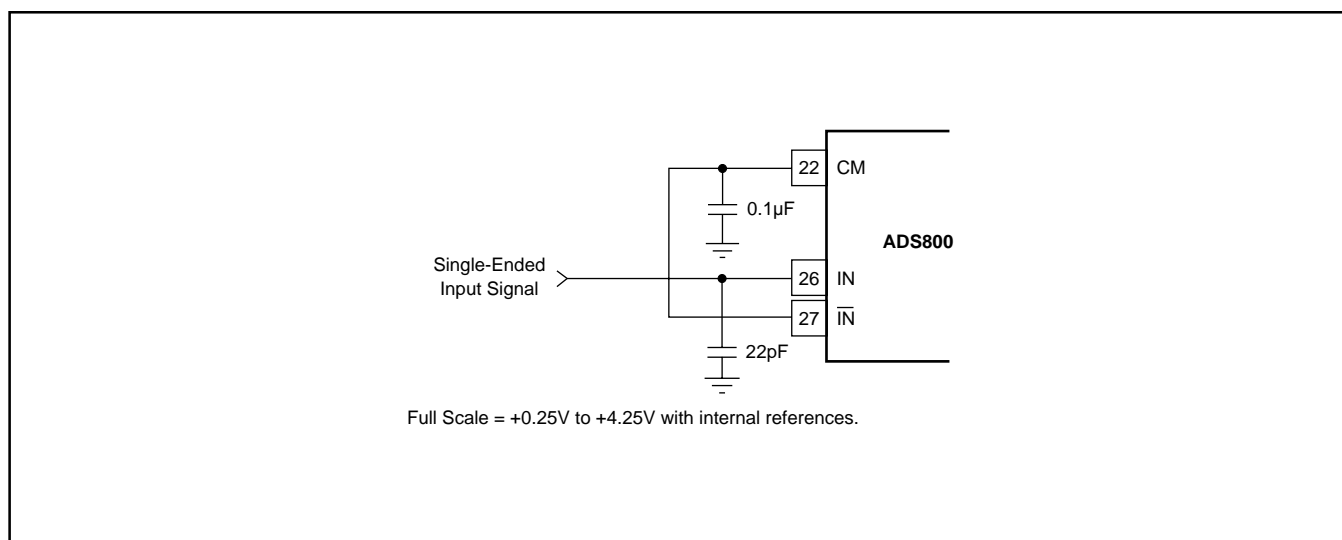 22 CM
0.1µF
ADS800
Single-Ended
Input Signal
26 IN
27 I̅N̅
22pF
Full Scale = +0.25V to +4.25V with internal references.